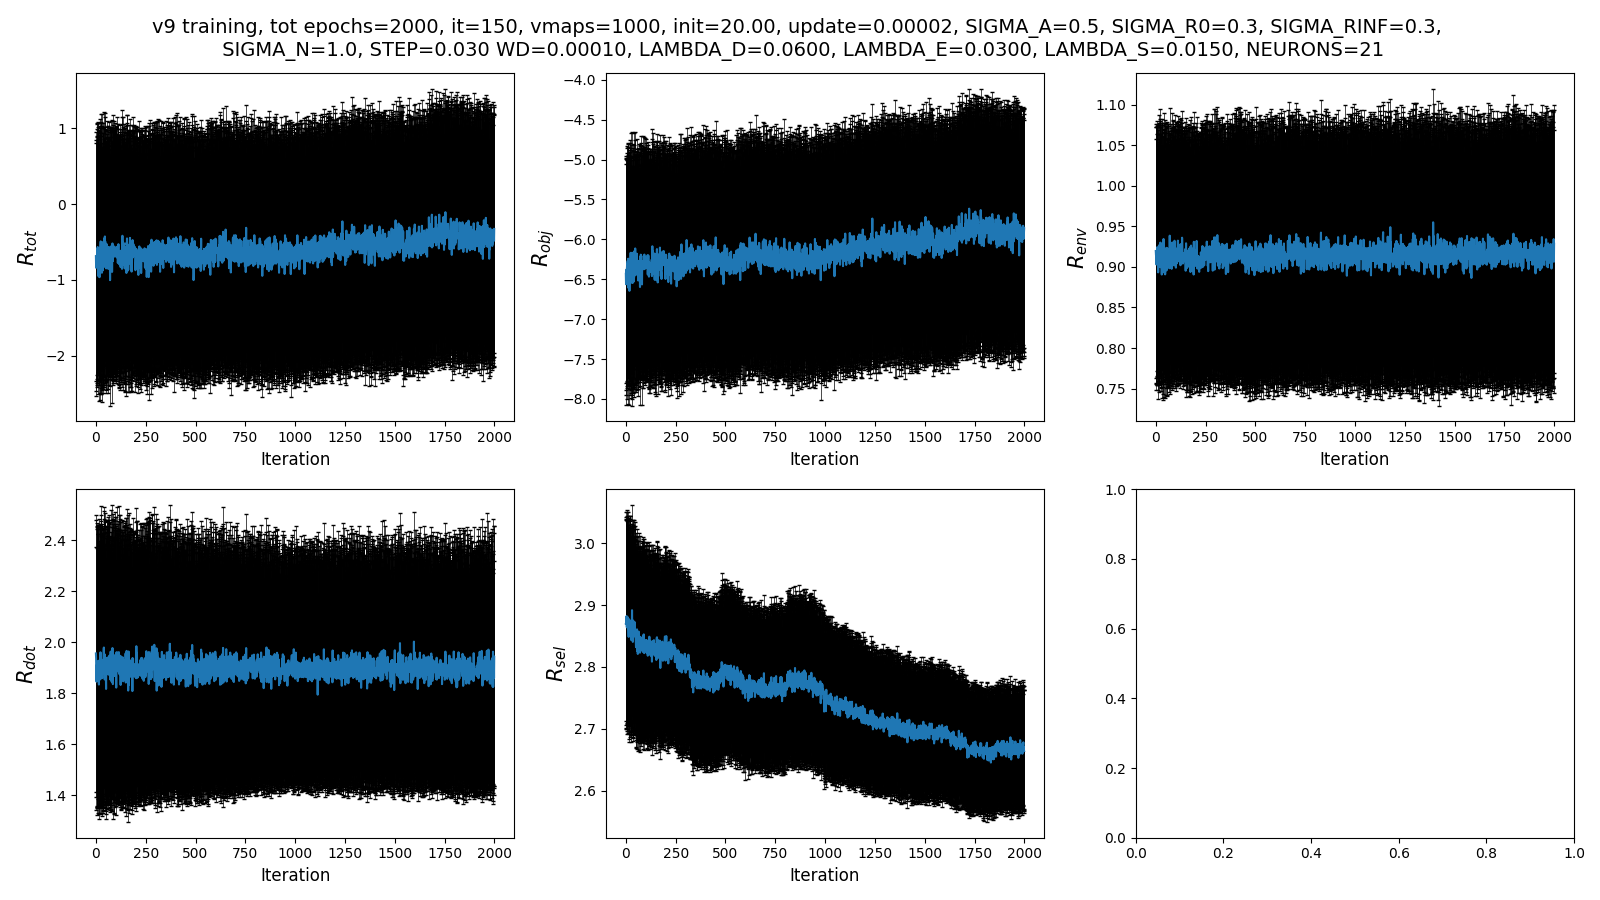 v9 training, tot epochs=2000, it=150, vmaps=1000, init=20.00, update=0.00002, SIGMA_A=0.5, SIGMA_R0=0.3, SIGMA_RINF=0.3,
SIGMA_N=1.0, STEP=0.030 WD=0.00010, LAMBDA_D=0.0600, LAMBDA_E=0.0300, LAMBDA_S=0.0150, NEURONS=21
R_tot
1
0
−1
−2
0 250 500 750 1000 1250 1500 1750 2000
Iteration
R_obj
−4.0
−4.5
−5.0
−5.5
−6.0
−6.5
−7.0
−7.5
−8.0
0 250 500 750 1000 1250 1500 1750 2000
Iteration
R_env
1.10
1.05
1.00
0.95
0.90
0.85
0.80
0.75
0 250 500 750 1000 1250 1500 1750 2000
Iteration
R_dot
2.4
2.2
2.0
1.8
1.6
1.4
0 250 500 750 1000 1250 1500 1750 2000
Iteration
R_sel
3.0
2.9
2.8
2.7
2.6
0 250 500 750 1000 1250 1500 1750 2000
Iteration
1.0
0.8
0.6
0.4
0.2
0.0
0.0 0.2 0.4 0.6 0.8 1.0